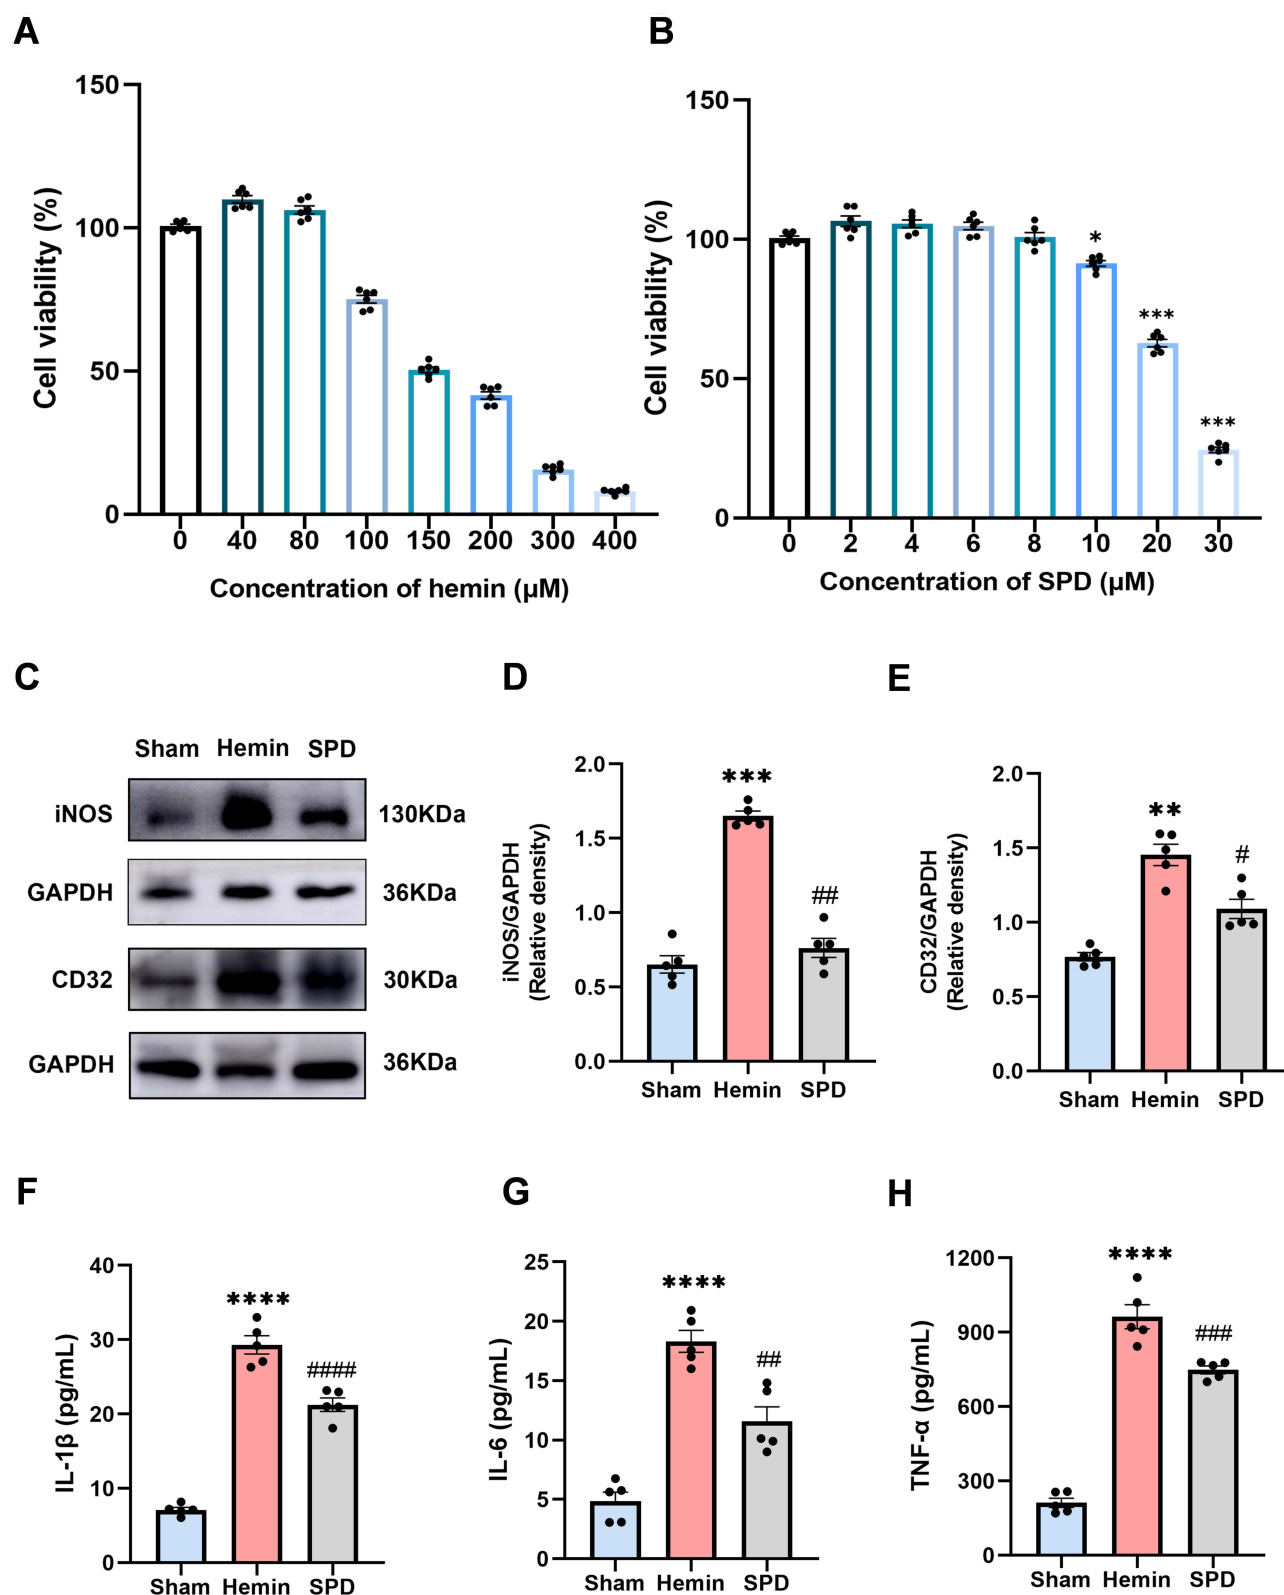 A
B
150
100
50
0
Cell viability (%)
0 40 80 100 150 200 300 400
Concentration of hemin (μM)
150
100
50
0
Cell viability (%)
*
***
***
0 2 4 6 8 10 20 30
Concentration of SPD (μM)
C
D
E
Sham Hemin SPD
iNOS 130KDa
GAPDH 36KDa
CD32 30KDa
GAPDH 36KDa
2.0
1.5
1.0
0.5
0.0
iNOS/GAPDH
(Relative density)
***
##
Sham Hemin SPD
2.0
1.5
1.0
0.5
0.0
CD32/GAPDH
(Relative density)
**
#
Sham Hemin SPD
F
G
H
40
30
20
10
0
IL-1β (pg/mL)
****
####
Sham Hemin SPD
25
20
15
10
5
0
IL-6 (pg/mL)
****
##
Sham Hemin SPD
1200
900
600
300
0
TNF-α (pg/mL)
****
###
Sham Hemin SPD